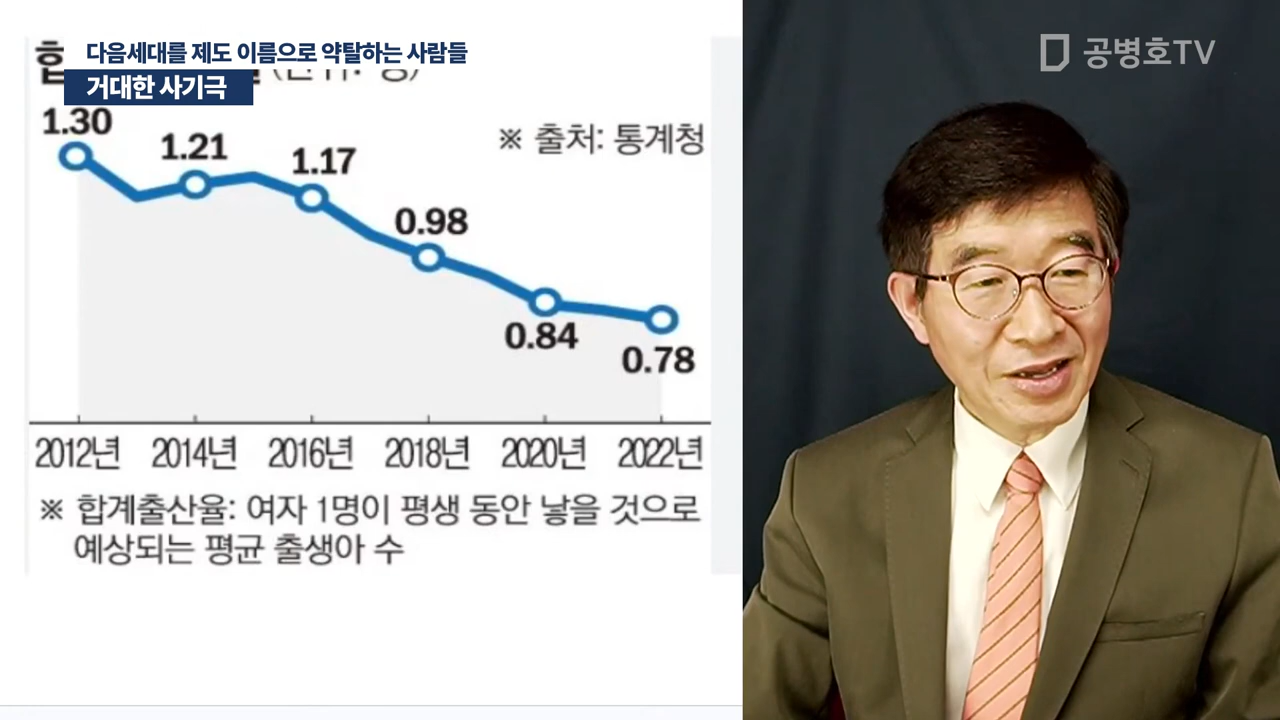 다음세대를 제도 이름으로 약탈하는 사람들
거대한 사기극
공병호TV
1.30
1.21
1.17
0.98
0.84
0.78
※ 출처: 통계청
2012년 2014년 2016년 2018년 2020년 2022년
※ 합계출산율: 여자 1명이 평생 동안 낳을 것으로
예상되는 평균 출생아 수